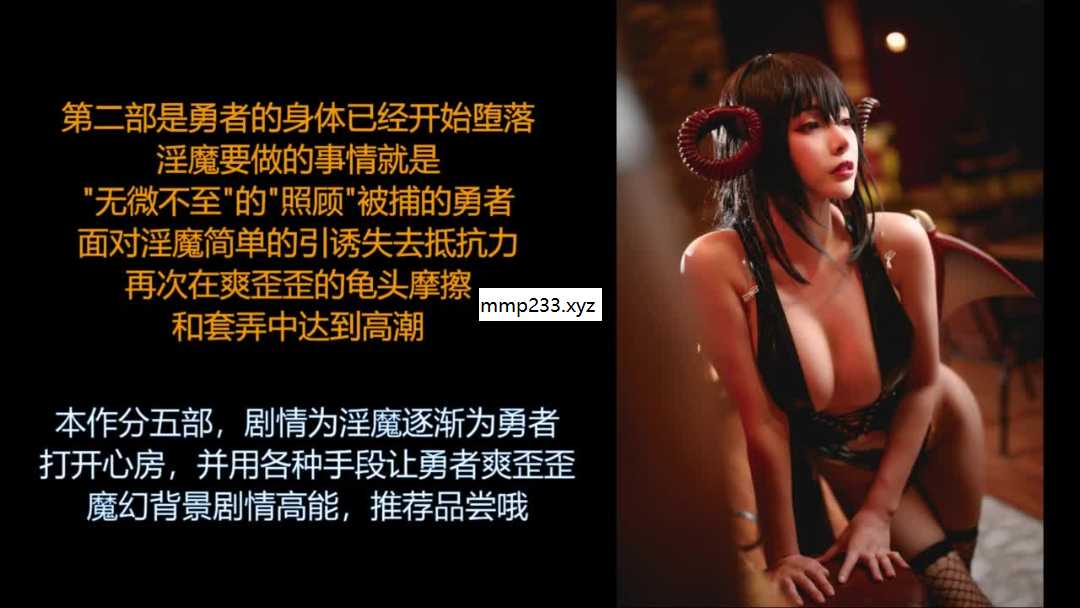 第二部是勇者的身体已经开始堕落
淫魔要做的事情就是
"无微不至"的"照顾"被捕的勇者
面对淫魔简单的引诱失去抵抗力
再次在爽歪歪的龟头摩擦
mmp233.xyz
和套弄中达到高潮
本作分五部，剧情为淫魔逐渐为勇者
打开心房，并用各种手段让勇者爽歪歪
魔幻背景剧情高能，推荐品尝哦